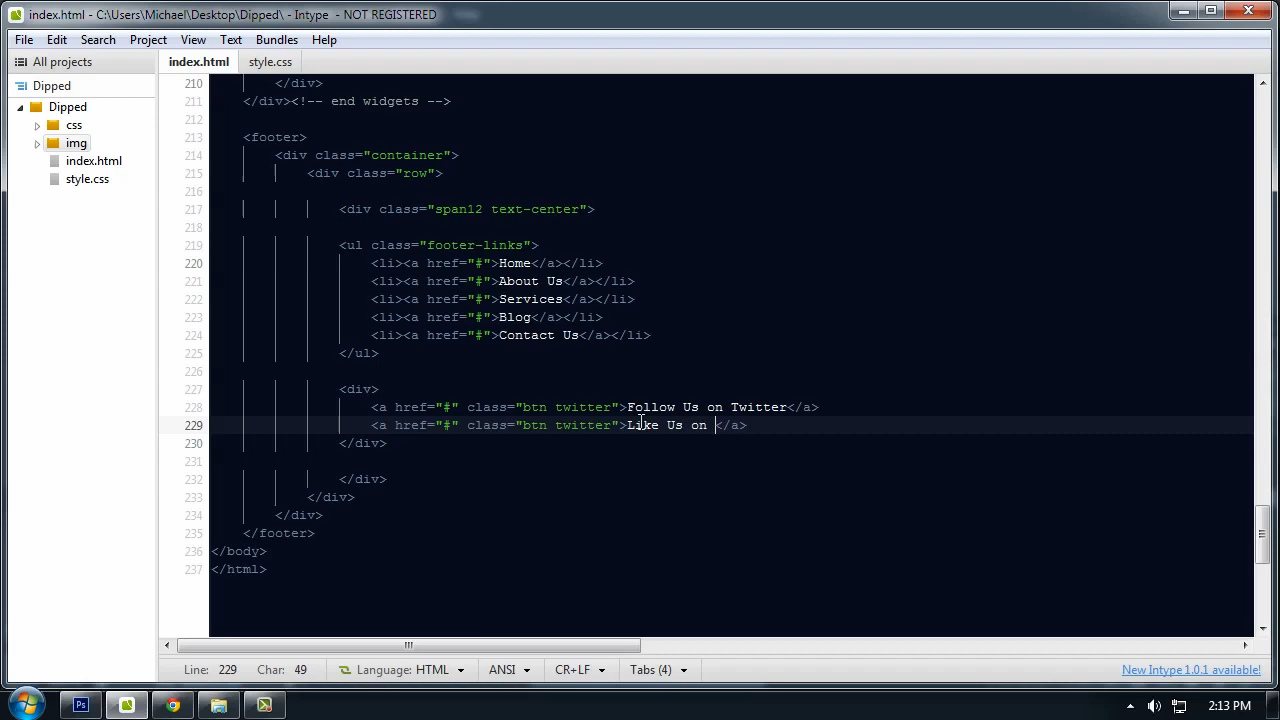 index.html - C:\Users\Michael\Desktop\Dipped\ - Intype - NOT REGISTERED
File Edit Search Project View Text Bundles Help
All projects
index.html style.css
Dipped
Dipped
css
img
index.html
style.css
210 </div>
211 </div><!-- end widgets -->
212
213 <footer>
214 <div class="container">
215 <div class="row">
216
217 <div class="span12 text-center">
218
219 <ul class="footer-links">
220 <li><a href="#">Home</a></li>
221 <li><a href="#">About Us</a></li>
222 <li><a href="#">Services</a></li>
223 <li><a href="#">Blog</a></li>
224 <li><a href="#">Contact Us</a></li>
225 </ul>
226
227 <div>
228 <a href="#" class="btn twitter">Follow Us on Twitter</a>
229 <a href="#" class="btn twitter">Like Us on </a>
230 </div>
231
232 </div>
233 </div>
234 </div>
235 </footer>
236 </body>
237 </html>
Line: 229 Char: 49 Language: HTML ANSI CR+LF Tabs (4) New Intype 1.0.1 available!
Ps 2:13 PM